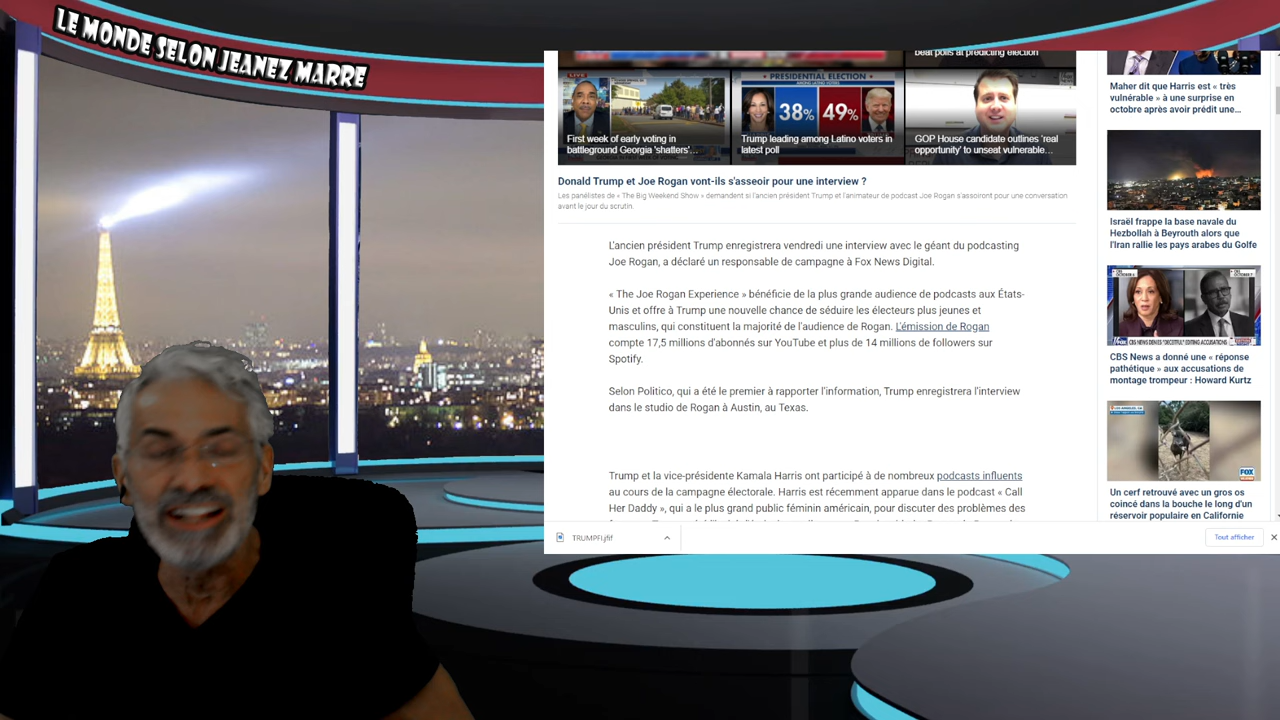 LE MONDE SELON JEANEZ MARRE
beat polls at predicting election
LIVE
PRESIDENTIAL ELECTION
AMONG LATINO VOTERS
38%
49%
First week of early voting in
battleground Georgia 'shatters'...
Trump leading among Latino voters in
latest poll
GOP House candidate outlines 'real
opportunity' to unseat vulnerable...
Donald Trump et Joe Rogan vont-ils s'asseoir pour une interview ?
Les panélistes de « The Big Weekend Show » demandent si l'ancien président Trump et l'animateur de podcast Joe Rogan s'assoiront pour une conversation
avant le jour du scrutin.
L'ancien président Trump enregistrera vendredi une interview avec le géant du podcasting
Joe Rogan, a déclaré un responsable de campagne à Fox News Digital.
« The Joe Rogan Experience » bénéficie de la plus grande audience de podcasts aux États-
Unis et offre à Trump une nouvelle chance de séduire les électeurs plus jeunes et
masculins, qui constituent la majorité de l'audience de Rogan. L'émission de Rogan
compte 17,5 millions d'abonnés sur YouTube et plus de 14 millions de followers sur
Spotify.
Selon Politico, qui a été le premier à rapporter l'information, Trump enregistrera l'interview
dans le studio de Rogan à Austin, au Texas.
Trump et la vice-présidente Kamala Harris ont participé à de nombreux podcasts influents
au cours de la campagne électorale. Harris est récemment apparue dans le podcast « Call
Her Daddy », qui a le plus grand public féminin américain, pour discuter des problèmes des
Maher dit que Harris est « très
vulnérable » à une surprise en
octobre après avoir prédit une...
Israël frappe la base navale du
Hezbollah à Beyrouth alors que
l'Iran rallie les pays arabes du Golfe
CBS News a donné une « réponse
pathétique » aux accusations de
montage trompeur : Howard Kurtz
FOX
Un cerf retrouvé avec un gros os
coincé dans la bouche le long d'un
réservoir populaire en Californie
TRUMPFI.jfif
Tout afficher